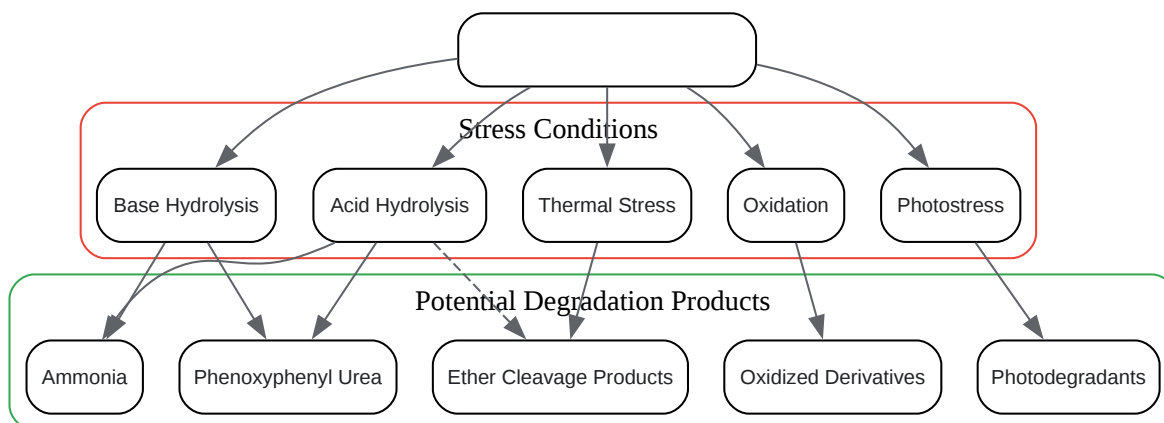 Stress Conditions
Base Hydrolysis
Acid Hydrolysis
Thermal Stress
Oxidation
Photostress
Potential Degradation Products
Ammonia
Phenoxyphenyl Urea
Ether Cleavage Products
Oxidized Derivatives
Photodegradants